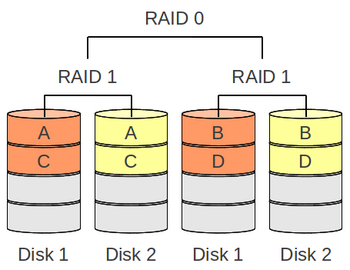 RAID 0
RAID 1 RAID 1
A A B B
C C D D
Disk 1 Disk 2 Disk 1 Disk 2